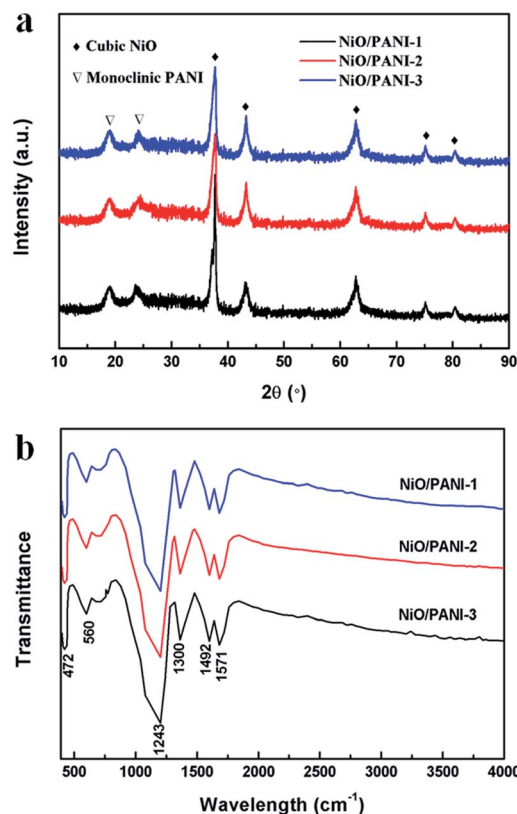 a
♦ Cubic NiO
▽ Monoclinic PANI
NiO/PANI-1
NiO/PANI-2
NiO/PANI-3
Intensity (a.u.)
10 20 30 40 50 60 70 80 90
2θ (°)
b
NiO/PANI-1
NiO/PANI-2
NiO/PANI-3
Transmittance
472
560
1243
1300
1492
1571
500 1000 1500 2000 2500 3000 3500 4000
Wavelength (cm⁻¹)